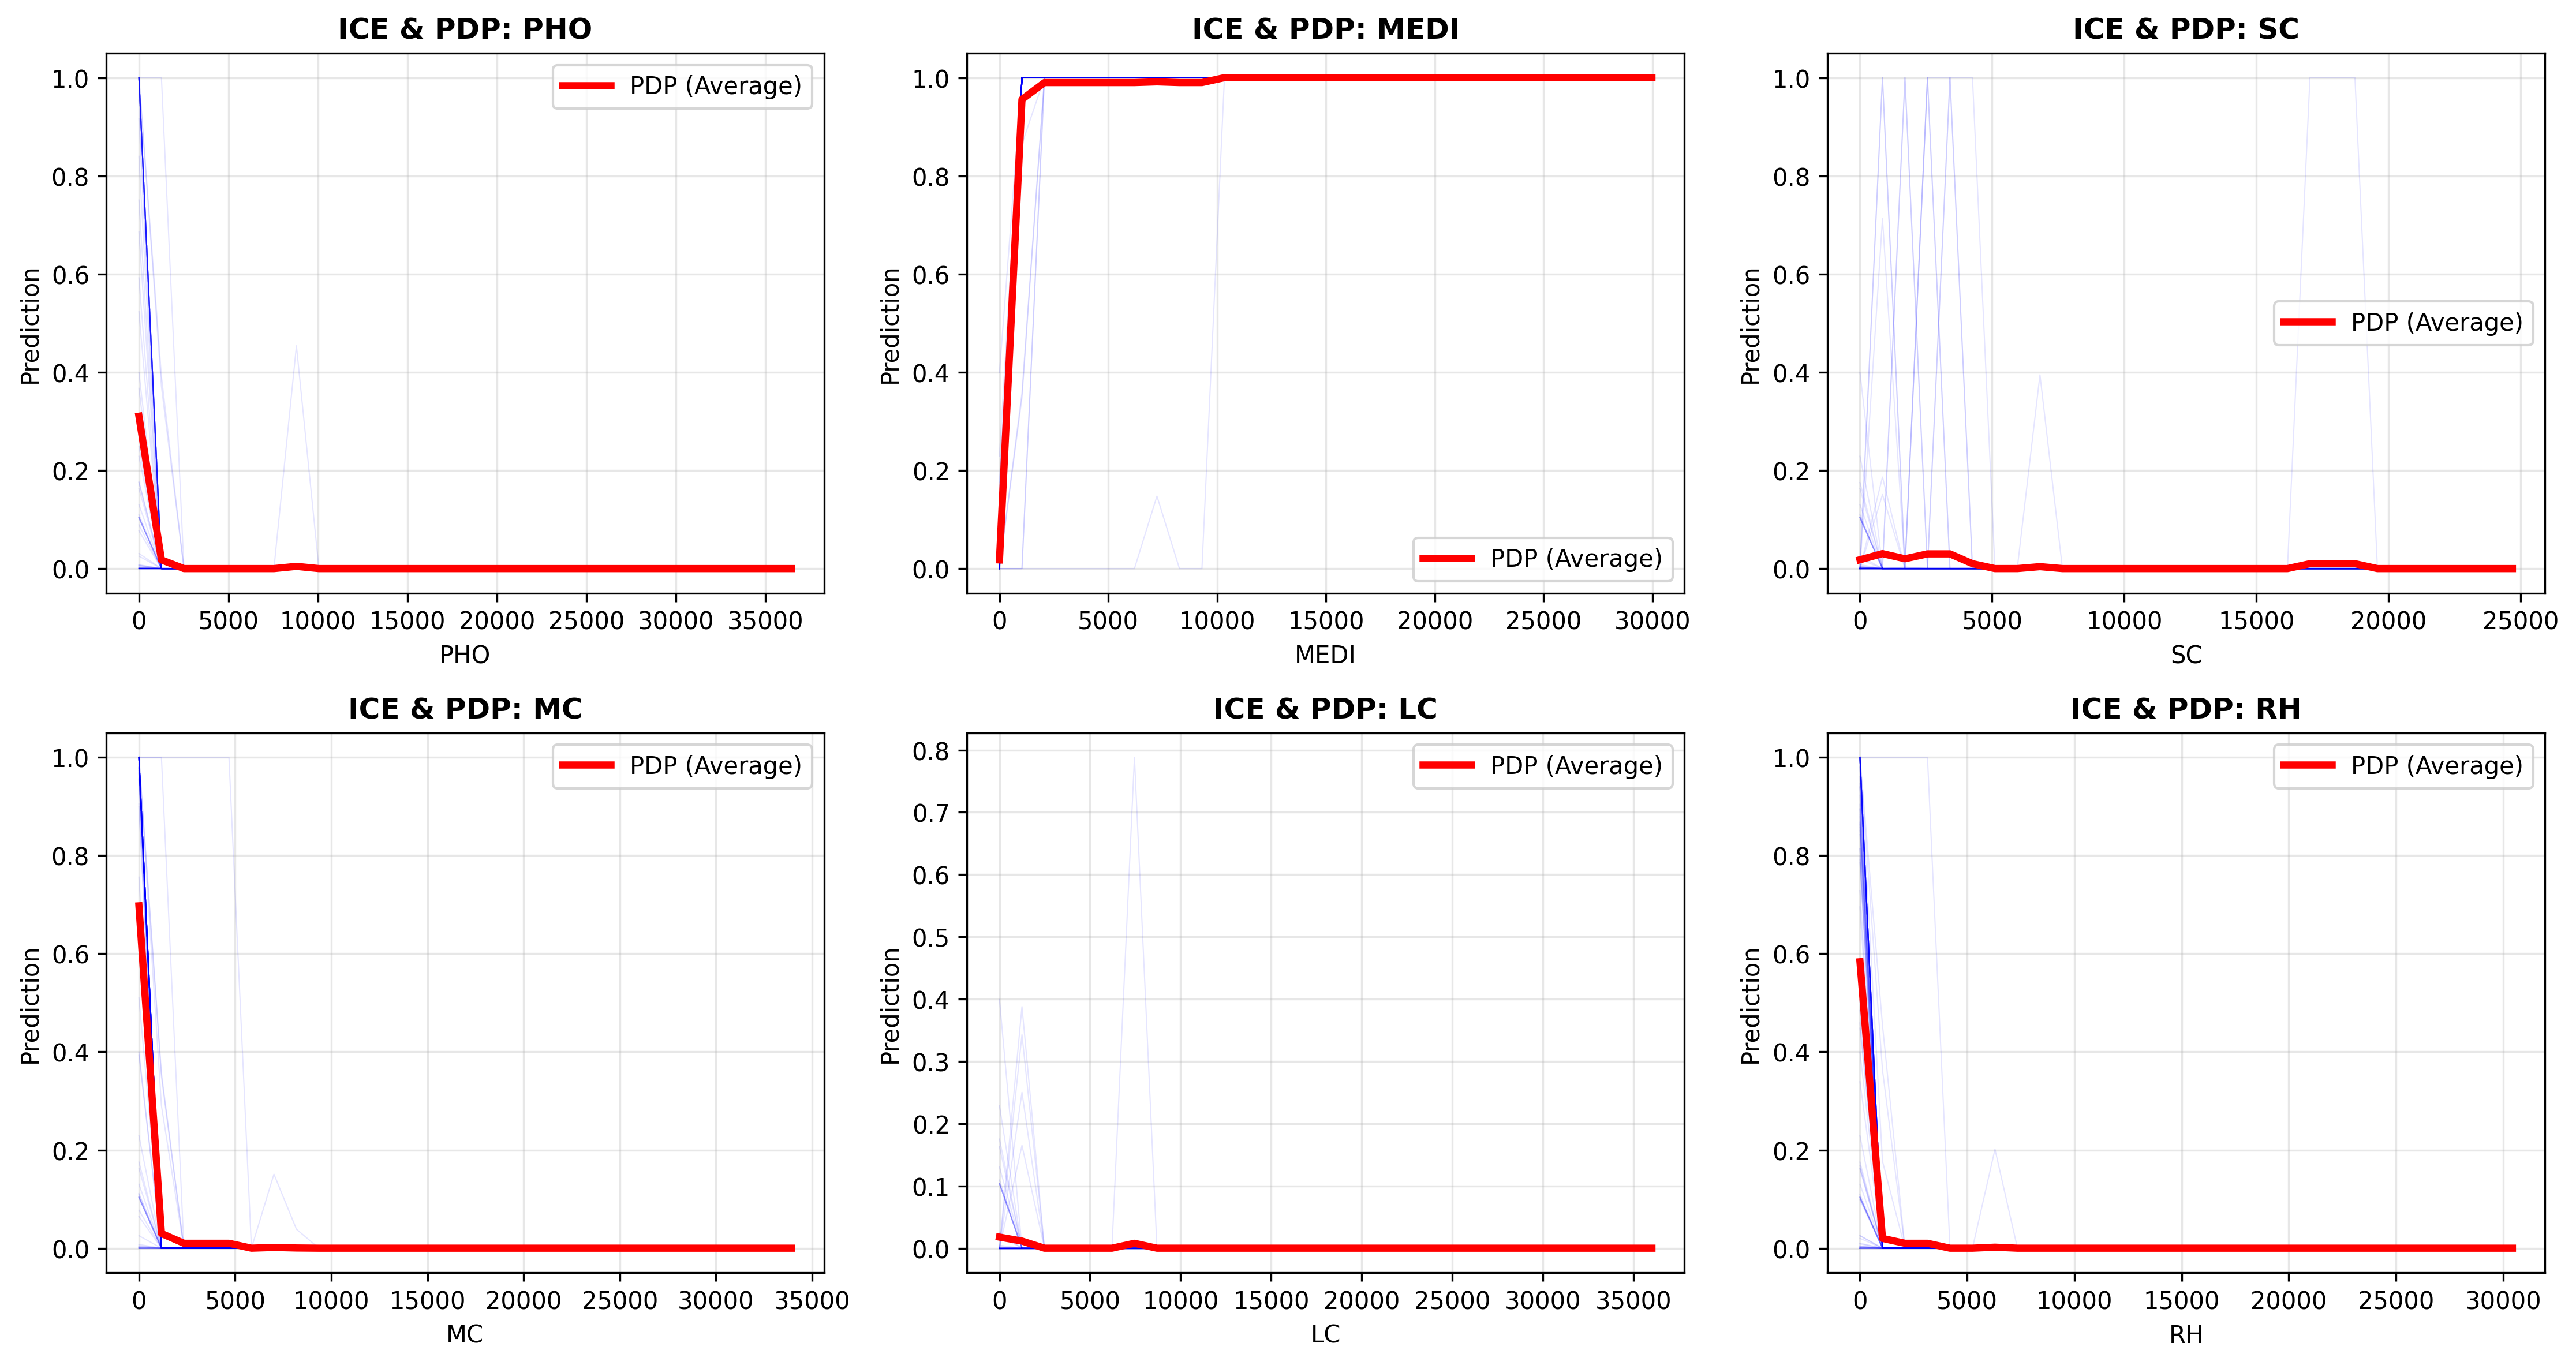 ICE & PDP: PHO
PDP (Average)
1.0
0.8
0.6
0.4
0.2
0.0
Prediction
0 5000 10000 15000 20000 25000 30000 35000
PHO
ICE & PDP: MEDI
1.0
0.8
0.6
0.4
0.2
0.0
Prediction
PDP (Average)
0 5000 10000 15000 20000 25000 30000
MEDI
ICE & PDP: SC
1.0
0.8
0.6
0.4
0.2
0.0
Prediction
PDP (Average)
0 5000 10000 15000 20000 25000
SC
ICE & PDP: MC
PDP (Average)
1.0
0.8
0.6
0.4
0.2
0.0
Prediction
0 5000 10000 15000 20000 25000 30000 35000
MC
ICE & PDP: LC
PDP (Average)
0.8
0.7
0.6
0.5
0.4
0.3
0.2
0.1
0.0
Prediction
0 5000 10000 15000 20000 25000 30000 35000
LC
ICE & PDP: RH
PDP (Average)
1.0
0.8
0.6
0.4
0.2
0.0
Prediction
0 5000 10000 15000 20000 25000 30000
RH